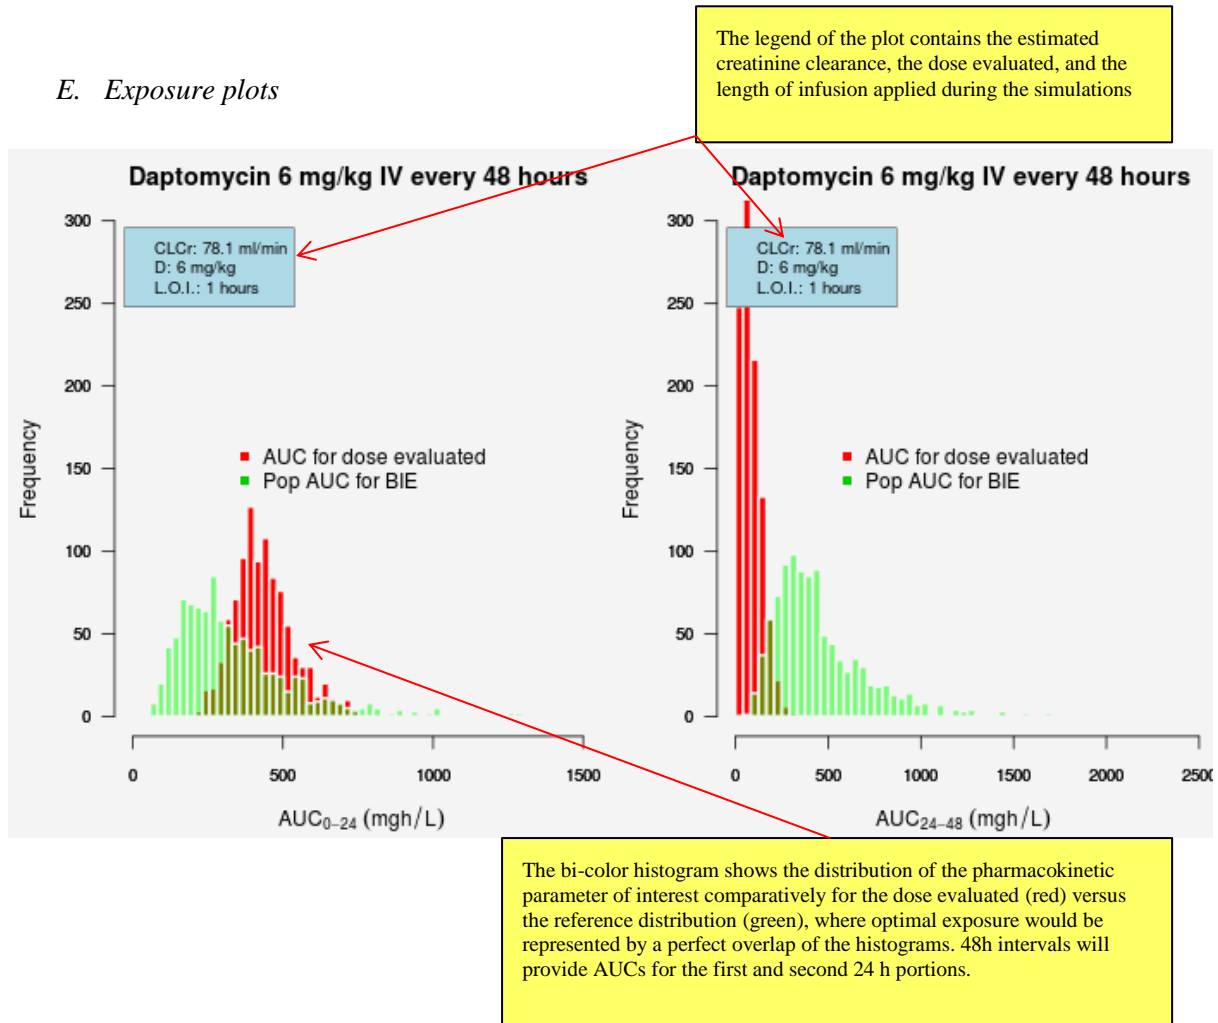 The legend of the plot contains the estimated
creatinine clearance, the dose evaluated, and the
length of infusion applied during the simulations
E. Exposure plots
Daptomycin 6 mg/kg IV every 48 hours
CLCr: 78.1 ml/min
D: 6 mg/kg
L.O.I.: 1 hours
300
250
200
150
100
50
0
Frequency
AUC for dose evaluated
Pop AUC for BIE
0 500 1000 1500
AUC0−24 (mgh/L)
Daptomycin 6 mg/kg IV every 48 hours
CLCr: 78.1 ml/min
D: 6 mg/kg
L.O.I.: 1 hours
300
250
200
150
100
50
0
Frequency
AUC for dose evaluated
Pop AUC for BIE
0 500 1000 1500 2000 2500
AUC24−48 (mgh/L)
The bi-color histogram shows the distribution of the pharmacokinetic
parameter of interest comparatively for the dose evaluated (red) versus
the reference distribution (green), where optimal exposure would be
represented by a perfect overlap of the histograms. 48h intervals will
provide AUCs for the first and second 24 h portions.